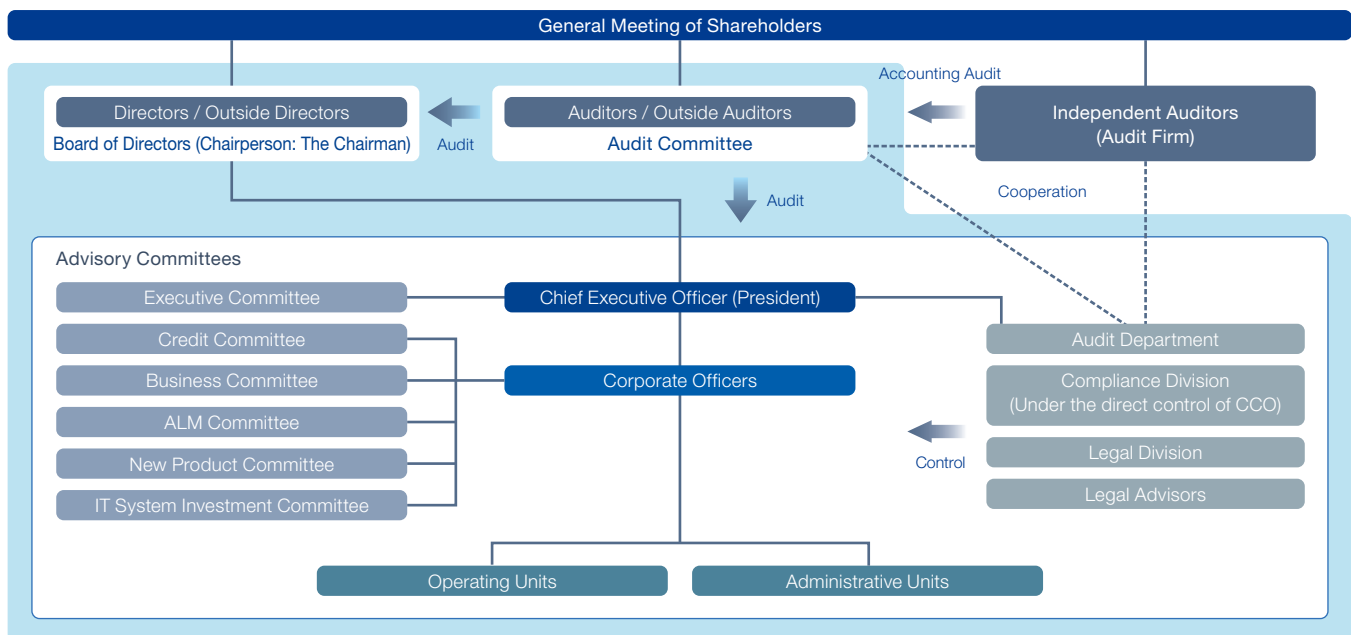 General Meeting of Shareholders
Accounting Audit
Directors / Outside Directors
Board of Directors (Chairperson: The Chairman)
Audit
Auditors / Outside Auditors
Audit Committee
Independent Auditors
(Audit Firm)
Cooperation
Audit
Advisory Committees
Executive Committee
Credit Committee
Business Committee
ALM Committee
New Product Committee
IT System Investment Committee
Chief Executive Officer (President)
Corporate Officers
Audit Department
Compliance Division
(Under the direct control of CCO)
Legal Division
Legal Advisors
Control
Operating Units
Administrative Units